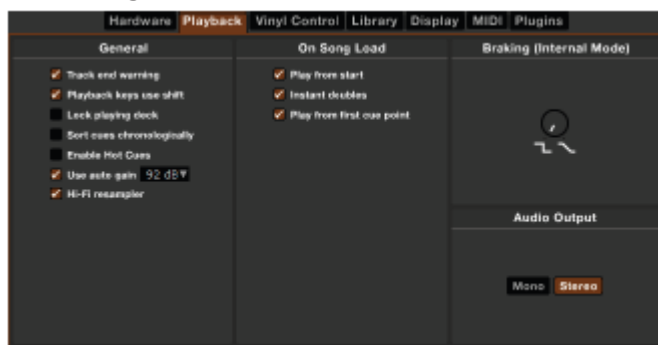 Hardware Playback Vinyl Control Library Display MIDI Plugins
General
Track end warning
Playback keys use shift
Lock playing deck
Sort cues chronologically
Enable Hot Cues
Use auto gain 92 dB
Hi-Fi resampler
On Song Load
Play from start
Instant doubles
Play from first cue point
Braking (Internal Mode)
Audio Output
Mono Stereo